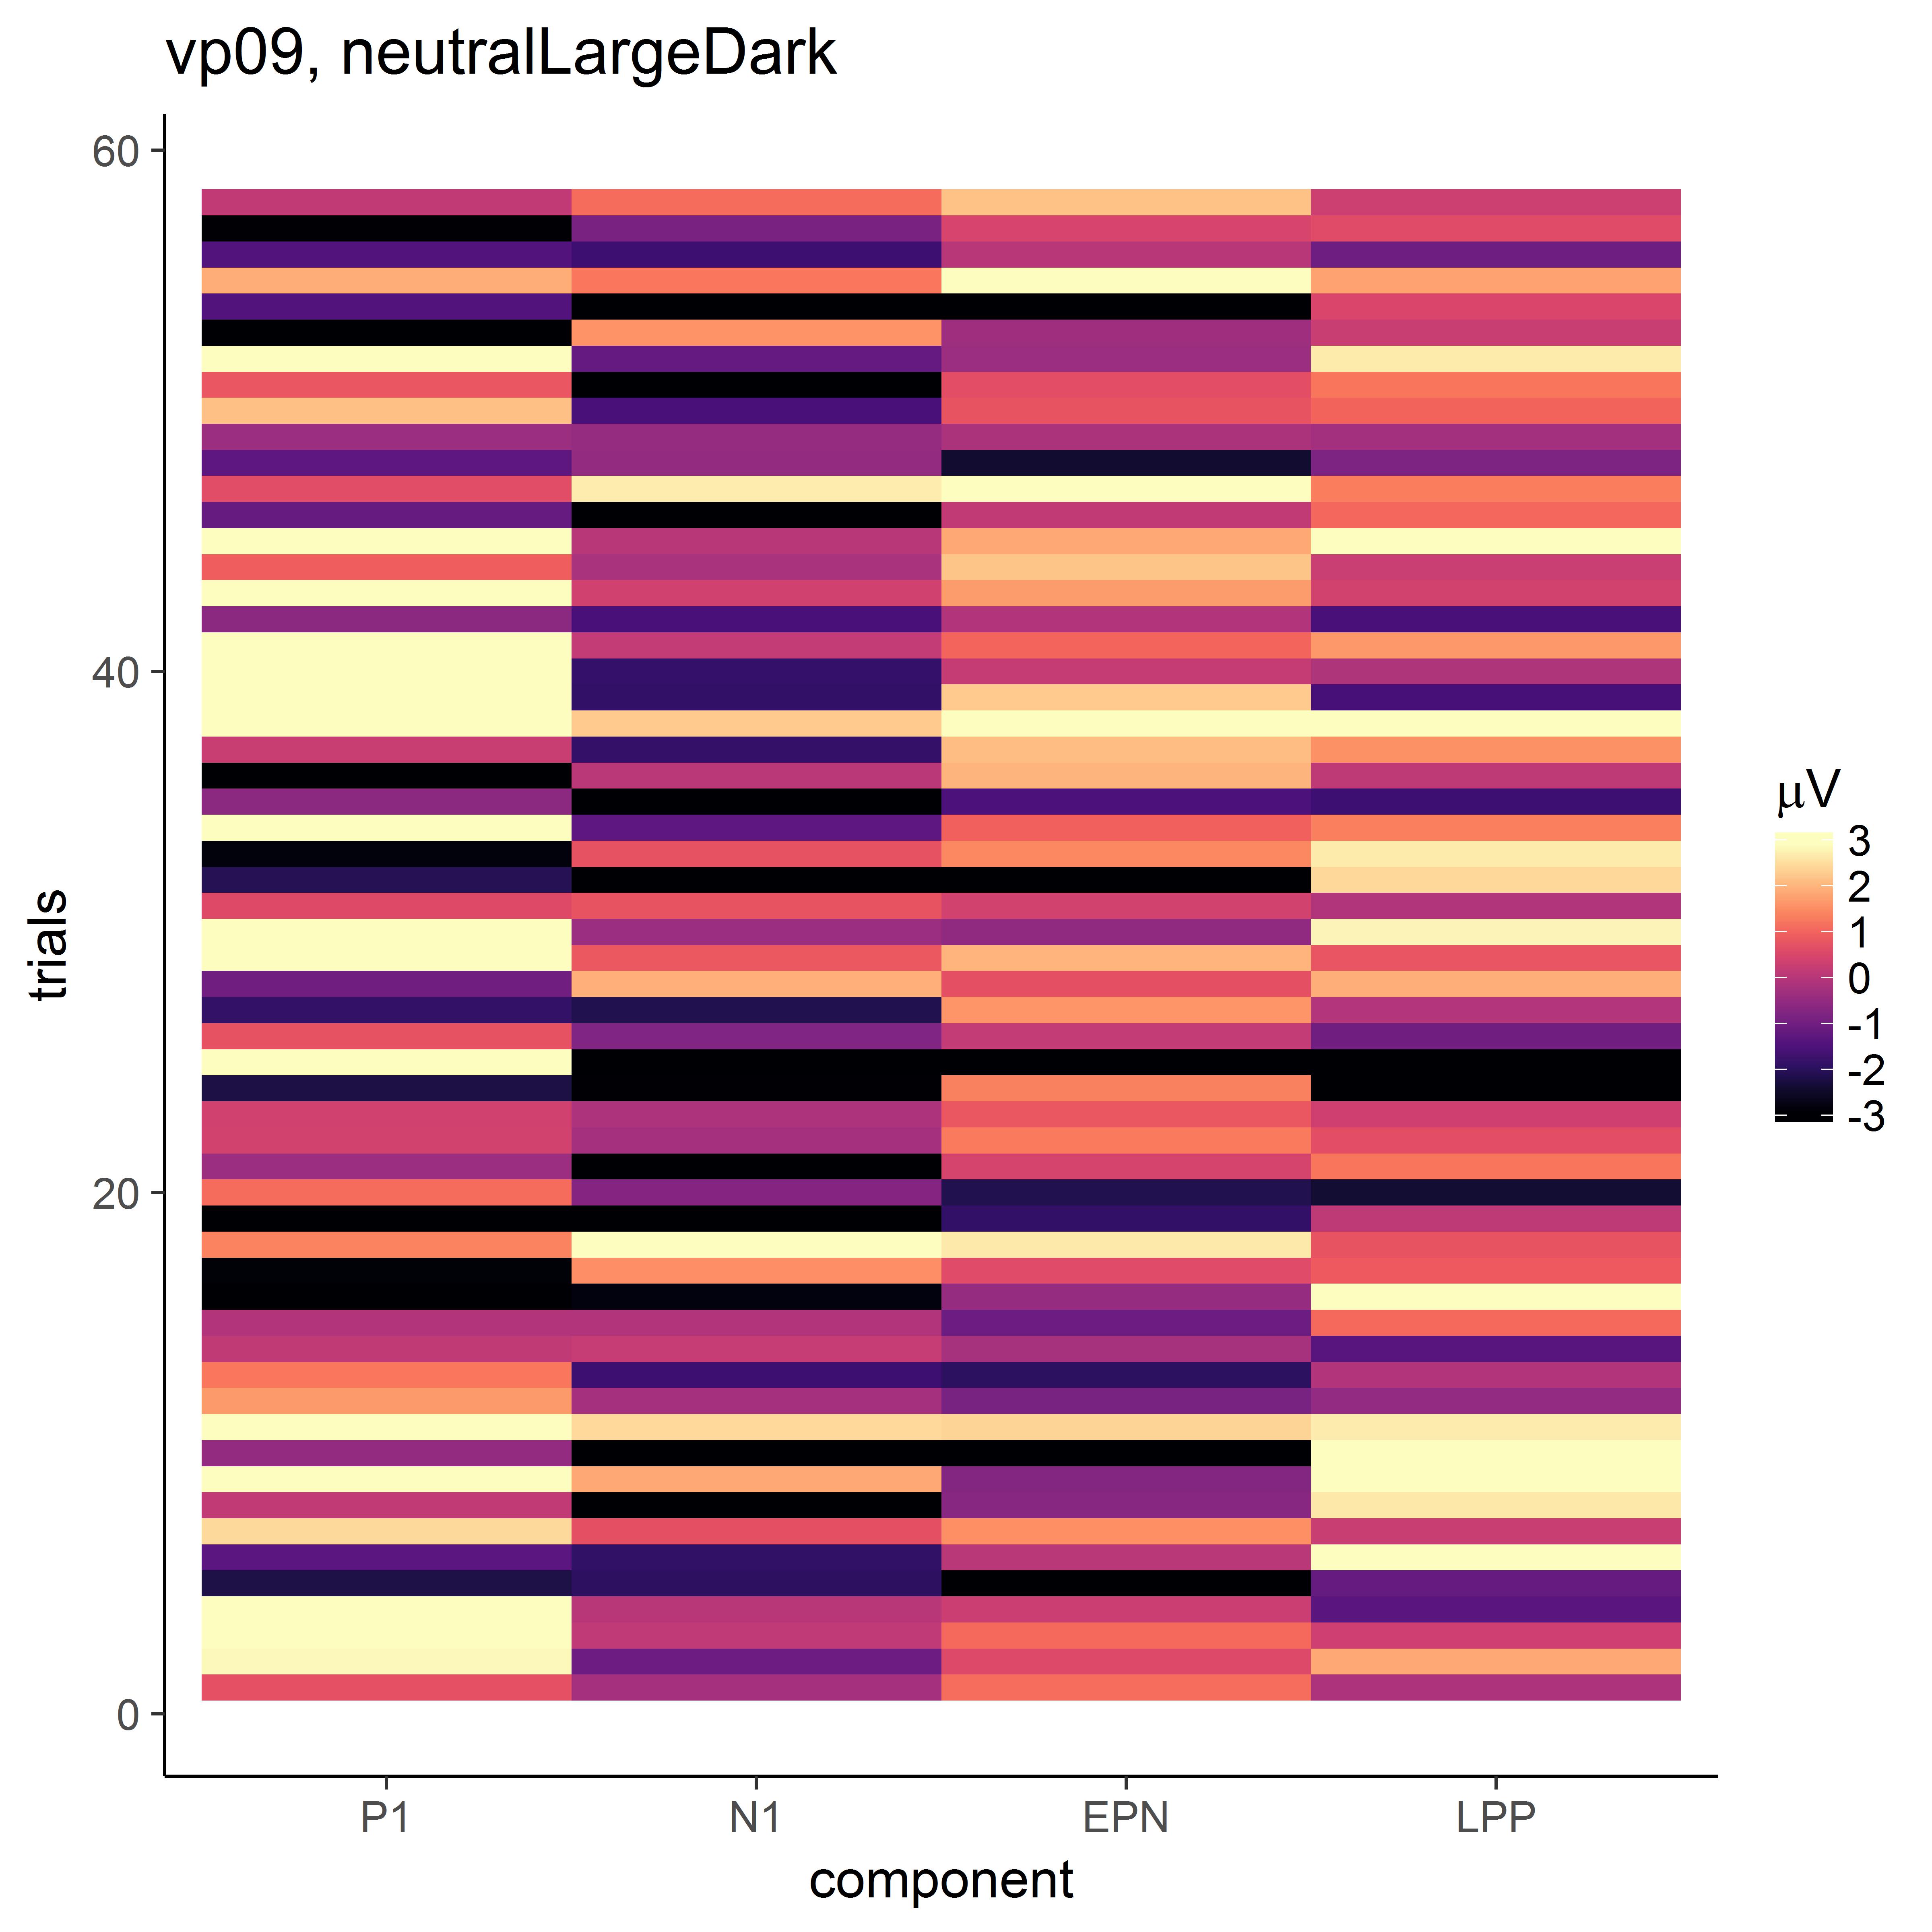 vp09, neutralLargeDark
60
40
20
0
trials
P1 N1 EPN LPP
component
μV
3
2
1
0
-1
-2
-3